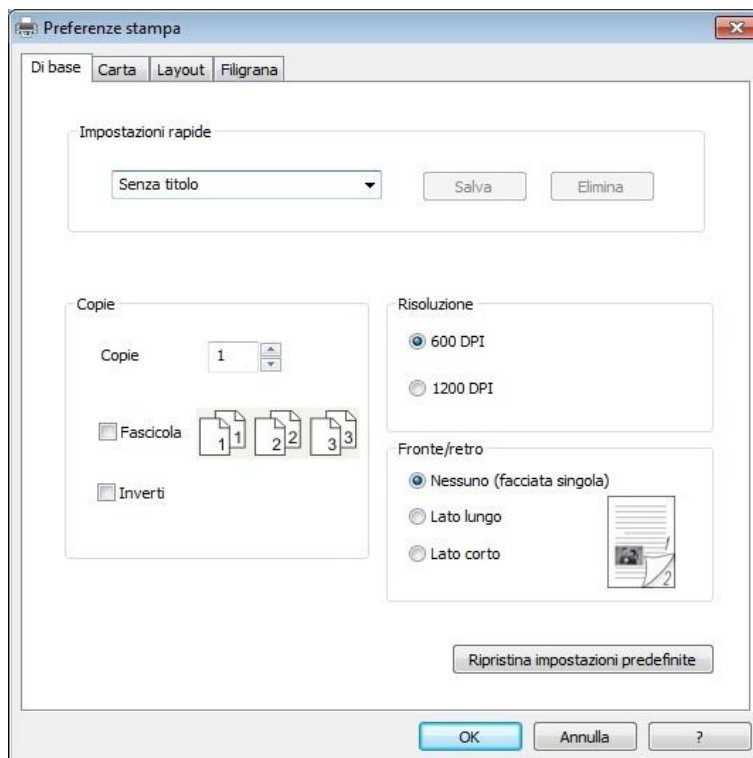 Preferenze stampa
Di base Carta Layout Filigrana
Impostazioni rapide
Senza titolo Salva Elimina
Copie
Copie 1
Fascicola 1 1 2 2 3 3
Inverti
Risoluzione
600 DPI
1200 DPI
Fronte/retro
Nessuno (facciata singola)
Lato lungo
Lato corto
1
2
Ripristina impostazioni predefinite
OK Annulla ?